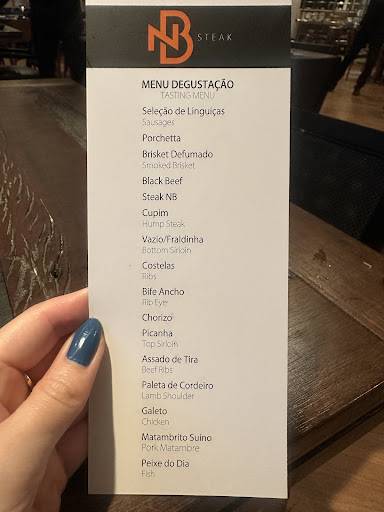 NB STEAK
MENU DEGUSTAÇÃO
TASTING MENU
Seleção de Linguiças
Sausages
Porchetta
Brisket Defumado
Smoked Brisket
Black Beef
Steak NB
Cupim
Hump Steak
Vazio/Fraldinha
Bottom Sirloin
Costelas
Ribs
Bife Ancho
Rib Eye
Chorizo
Picanha
Top Sirloin
Assado de Tira
Beef Ribs
Paleta de Cordeiro
Lamb Shoulder
Galeto
Chicken
Matambrito Suíno
Pork Matambre
Peixe do Dia
Fish